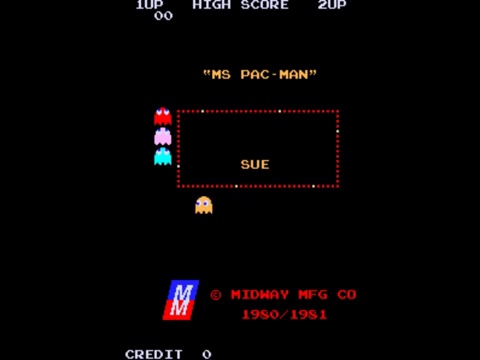 1UP HIGH SCORE 2UP
00
"MS PAC-MAN"
SUE
MM
© MIDWAY MFG CO
1980/1981
CREDIT 0